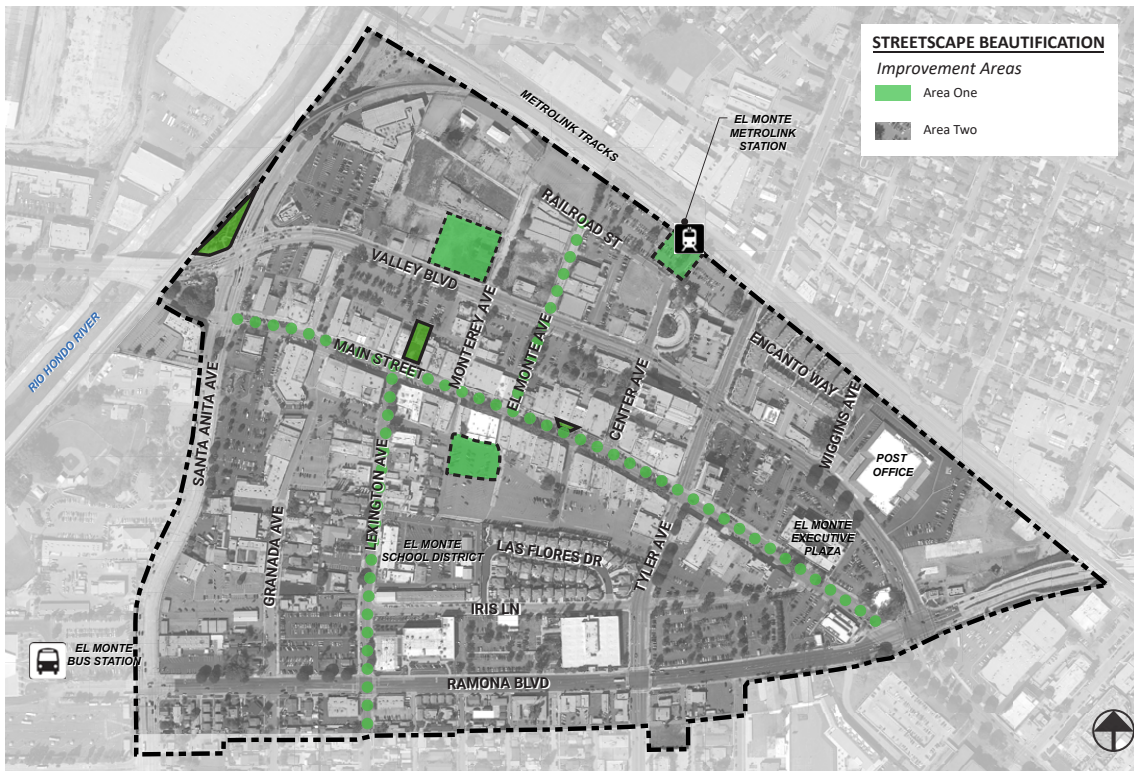 STREETSCAPE BEAUTIFICATION
Improvement Areas
Area One
Area Two
METROLINK TRACKS
EL MONTE
METROLINK
STATION
RAILROAD ST
VALLEY BLVD
MONTEREY AVE
EL MONTE AVE
MAIN STREET
RIO HONDO RIVER
SANTA ANITA AVE
CENTER AVE
ENCANTO WAY
WIGGINS AVE
POST
OFFICE
LEXINGTON AVE
GRANADA AVE
EL MONTE
SCHOOL DISTRICT
LAS FLORES DR
TYLER AVE
EL MONTE
EXECUTIVE
PLAZA
IRIS LN
EL MONTE
BUS STATION
RAMONA BLVD